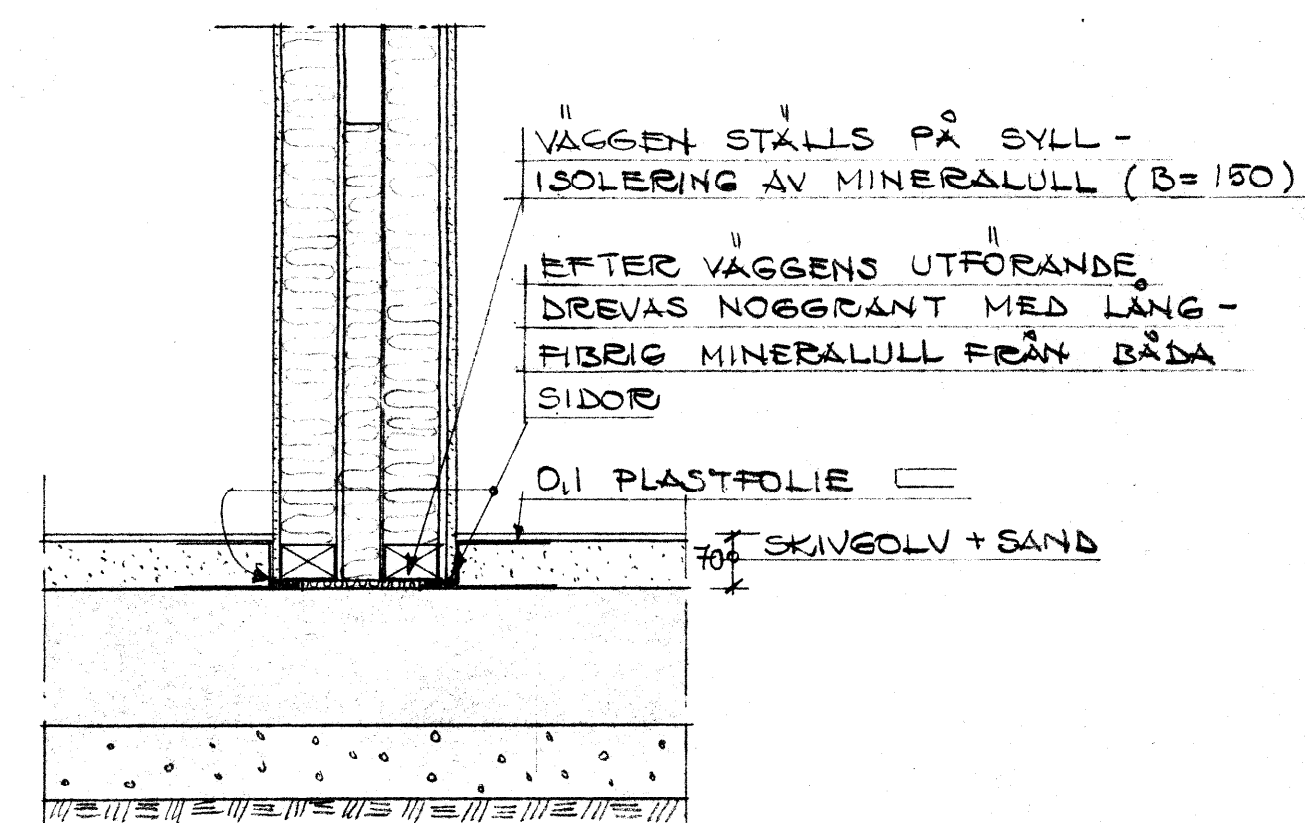 VÄGGEN STÄLLS PÅ SYLL-
ISOLERING AV MINERALULL (B=150)
EFTER VÄGGENS UTFÖRANDE
DREVAS NOGGRANT MED LÅNG-
FIBRIG MINERALULL FRÅN BÅDA
SIDOR
0,1 PLASTFOLIE
70 SKIVGOLV + SAND